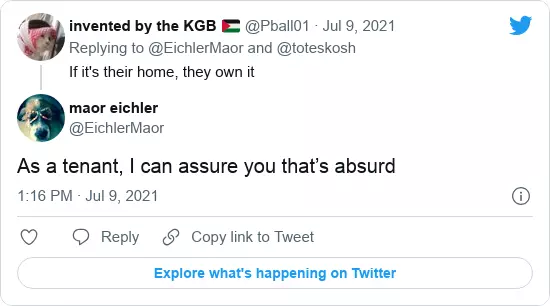 invented by the KGB 🇵🇸 @Pball01 · Jul 9, 2021
Replying to @EichlerMaor and @toteskosh
If it's their home, they own it
maor eichler
@EichlerMaor
As a tenant, I can assure you that’s absurd
1:16 PM · Jul 9, 2021
Reply Copy link to Tweet
Explore what's happening on Twitter